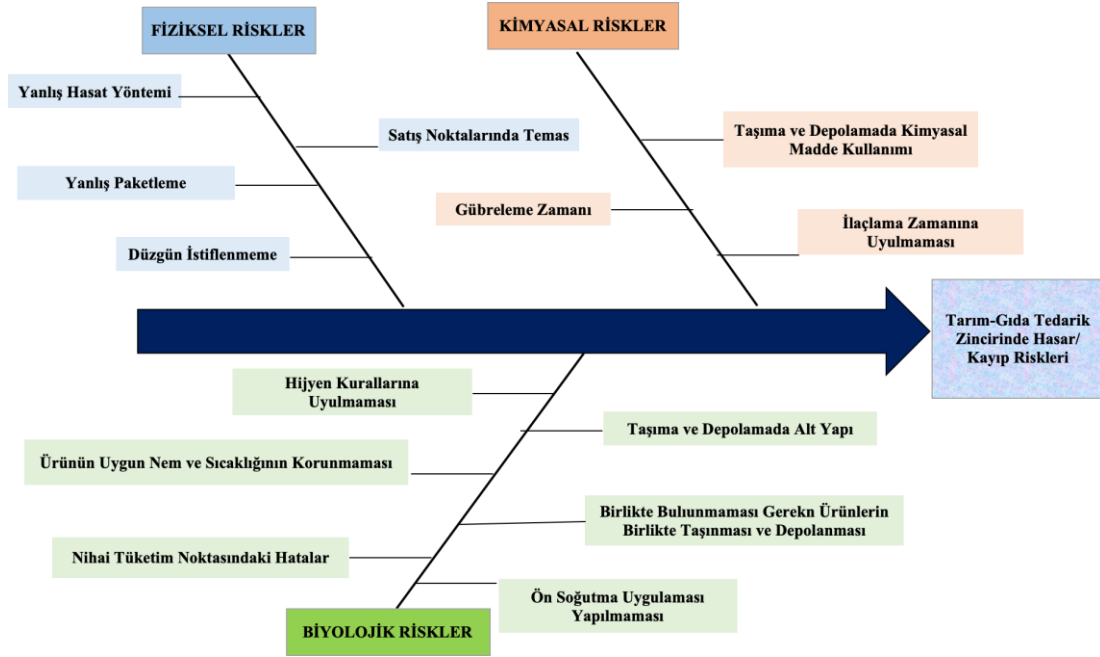 FİZİKSEL RİSKLER
KİMYASAL RİSKLER
Yanlış Hasat Yöntemi
Satış Noktalarında Temas
Taşıma ve Depolamada Kimyasal
Madde Kullanımı
Yanlış Paketleme
Gübreleme Zamanı
İlaçlama Zamanına
Uyulmaması
Düzgün İstiflenmeme
Tarım-Gıda Tedarik
Zincirinde Hasar/
Kayıp Riskleri
Hijyen Kurallarına
Uyulmaması
Taşıma ve Depolamada Alt Yapı
Ürünün Uygun Nem ve Sıcaklığının Korunmaması
Birlikte Bulıunmaması Gerekn Ürünlerin
Birlikte Taşınması ve Depolanması
Nihai Tüketim Noktasındaki Hatalar
Ön Soğutma Uygulaması
Yapılmaması
BİYOLOJİK RİSKLER